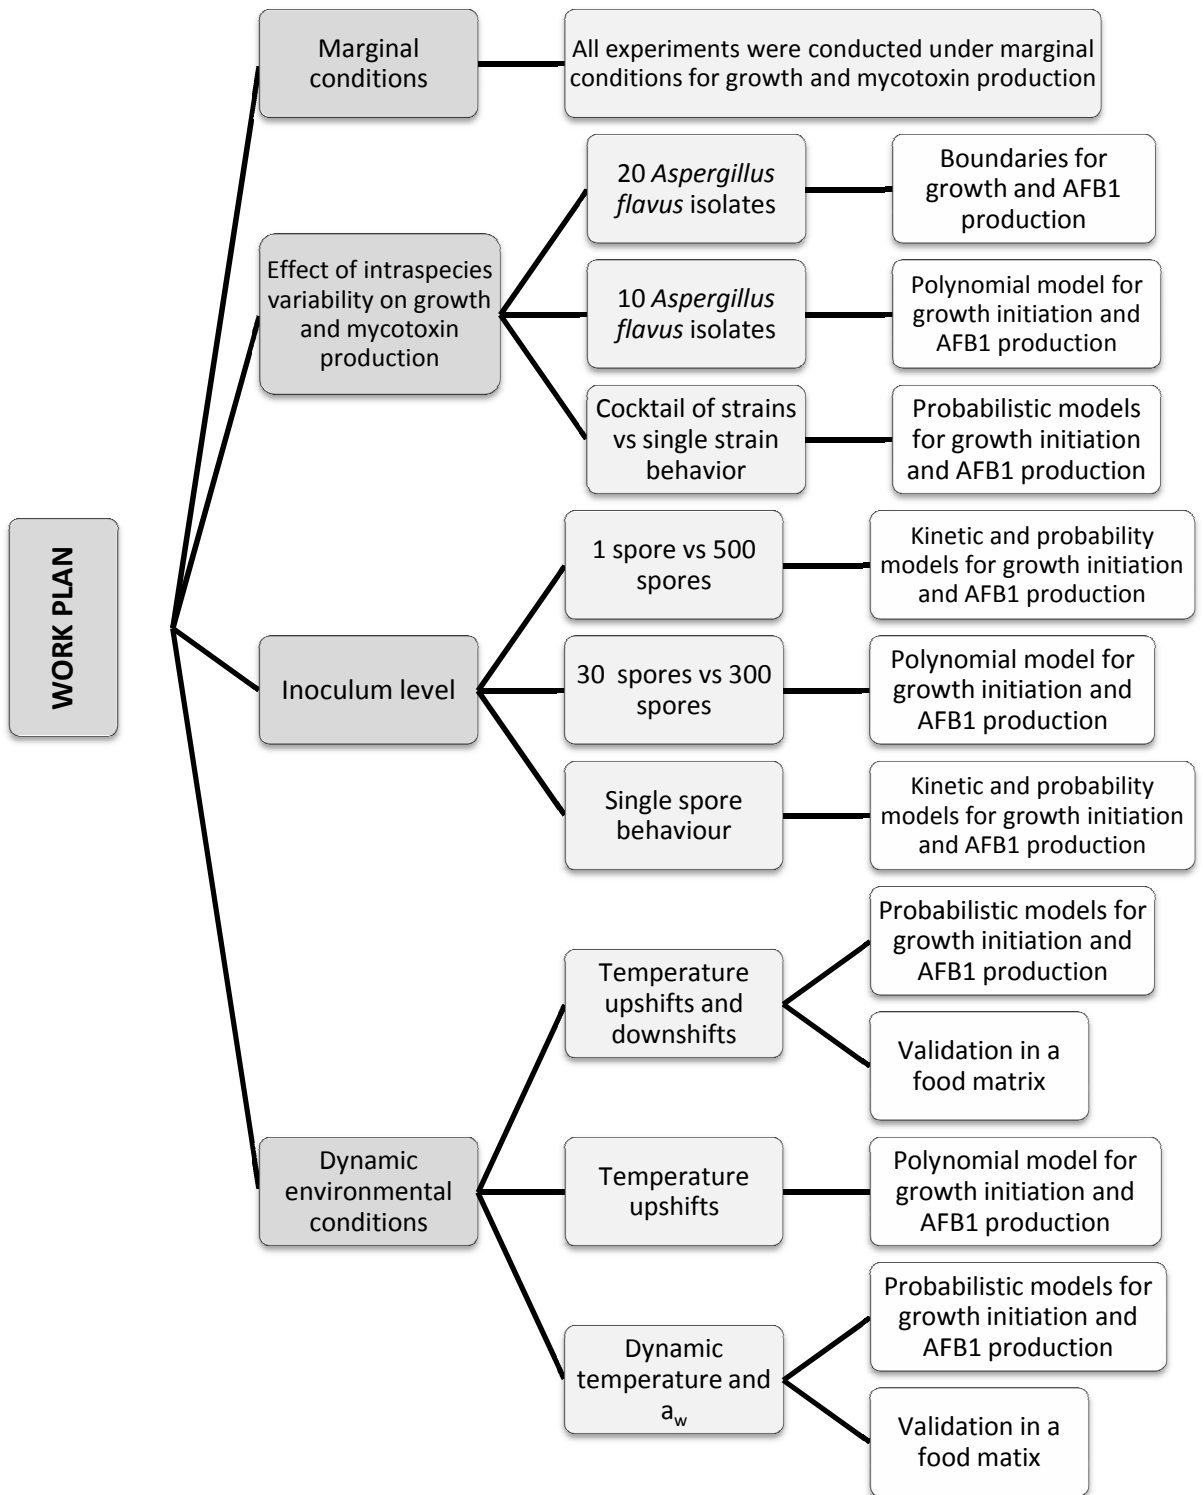 WORK PLAN
Marginal
conditions
All experiments were conducted under marginal
conditions for growth and mycotoxin production
Effect of intraspecies
variability on growth
and mycotoxin
production
20 Aspergillus
flavus isolates
Boundaries for
growth and AFB1
production
10 Aspergillus
flavus isolates
Polynomial model for
growth initiation and
AFB1 production
Cocktail of strains
vs single strain
behavior
Probabilistic models
for growth initiation
and AFB1 production
Inoculum level
1 spore vs 500
spores
Kinetic and probability
models for growth initiation
and AFB1 production
30 spores vs 300
spores
Polynomial model for
growth initiation and
AFB1 production
Single spore
behaviour
Kinetic and probability
models for growth initiation
and AFB1 production
Dynamic
environmental
conditions
Temperature
upshifts and
downshifts
Probabilistic models for
growth initiation and
AFB1 production
Validation in a
food matrix
Temperature
upshifts
Polynomial model for
growth initiation and
AFB1 production
Dynamic
temperature and
a_w
Probabilistic models for
growth initiation and
AFB1 production
Validation in a
food matix